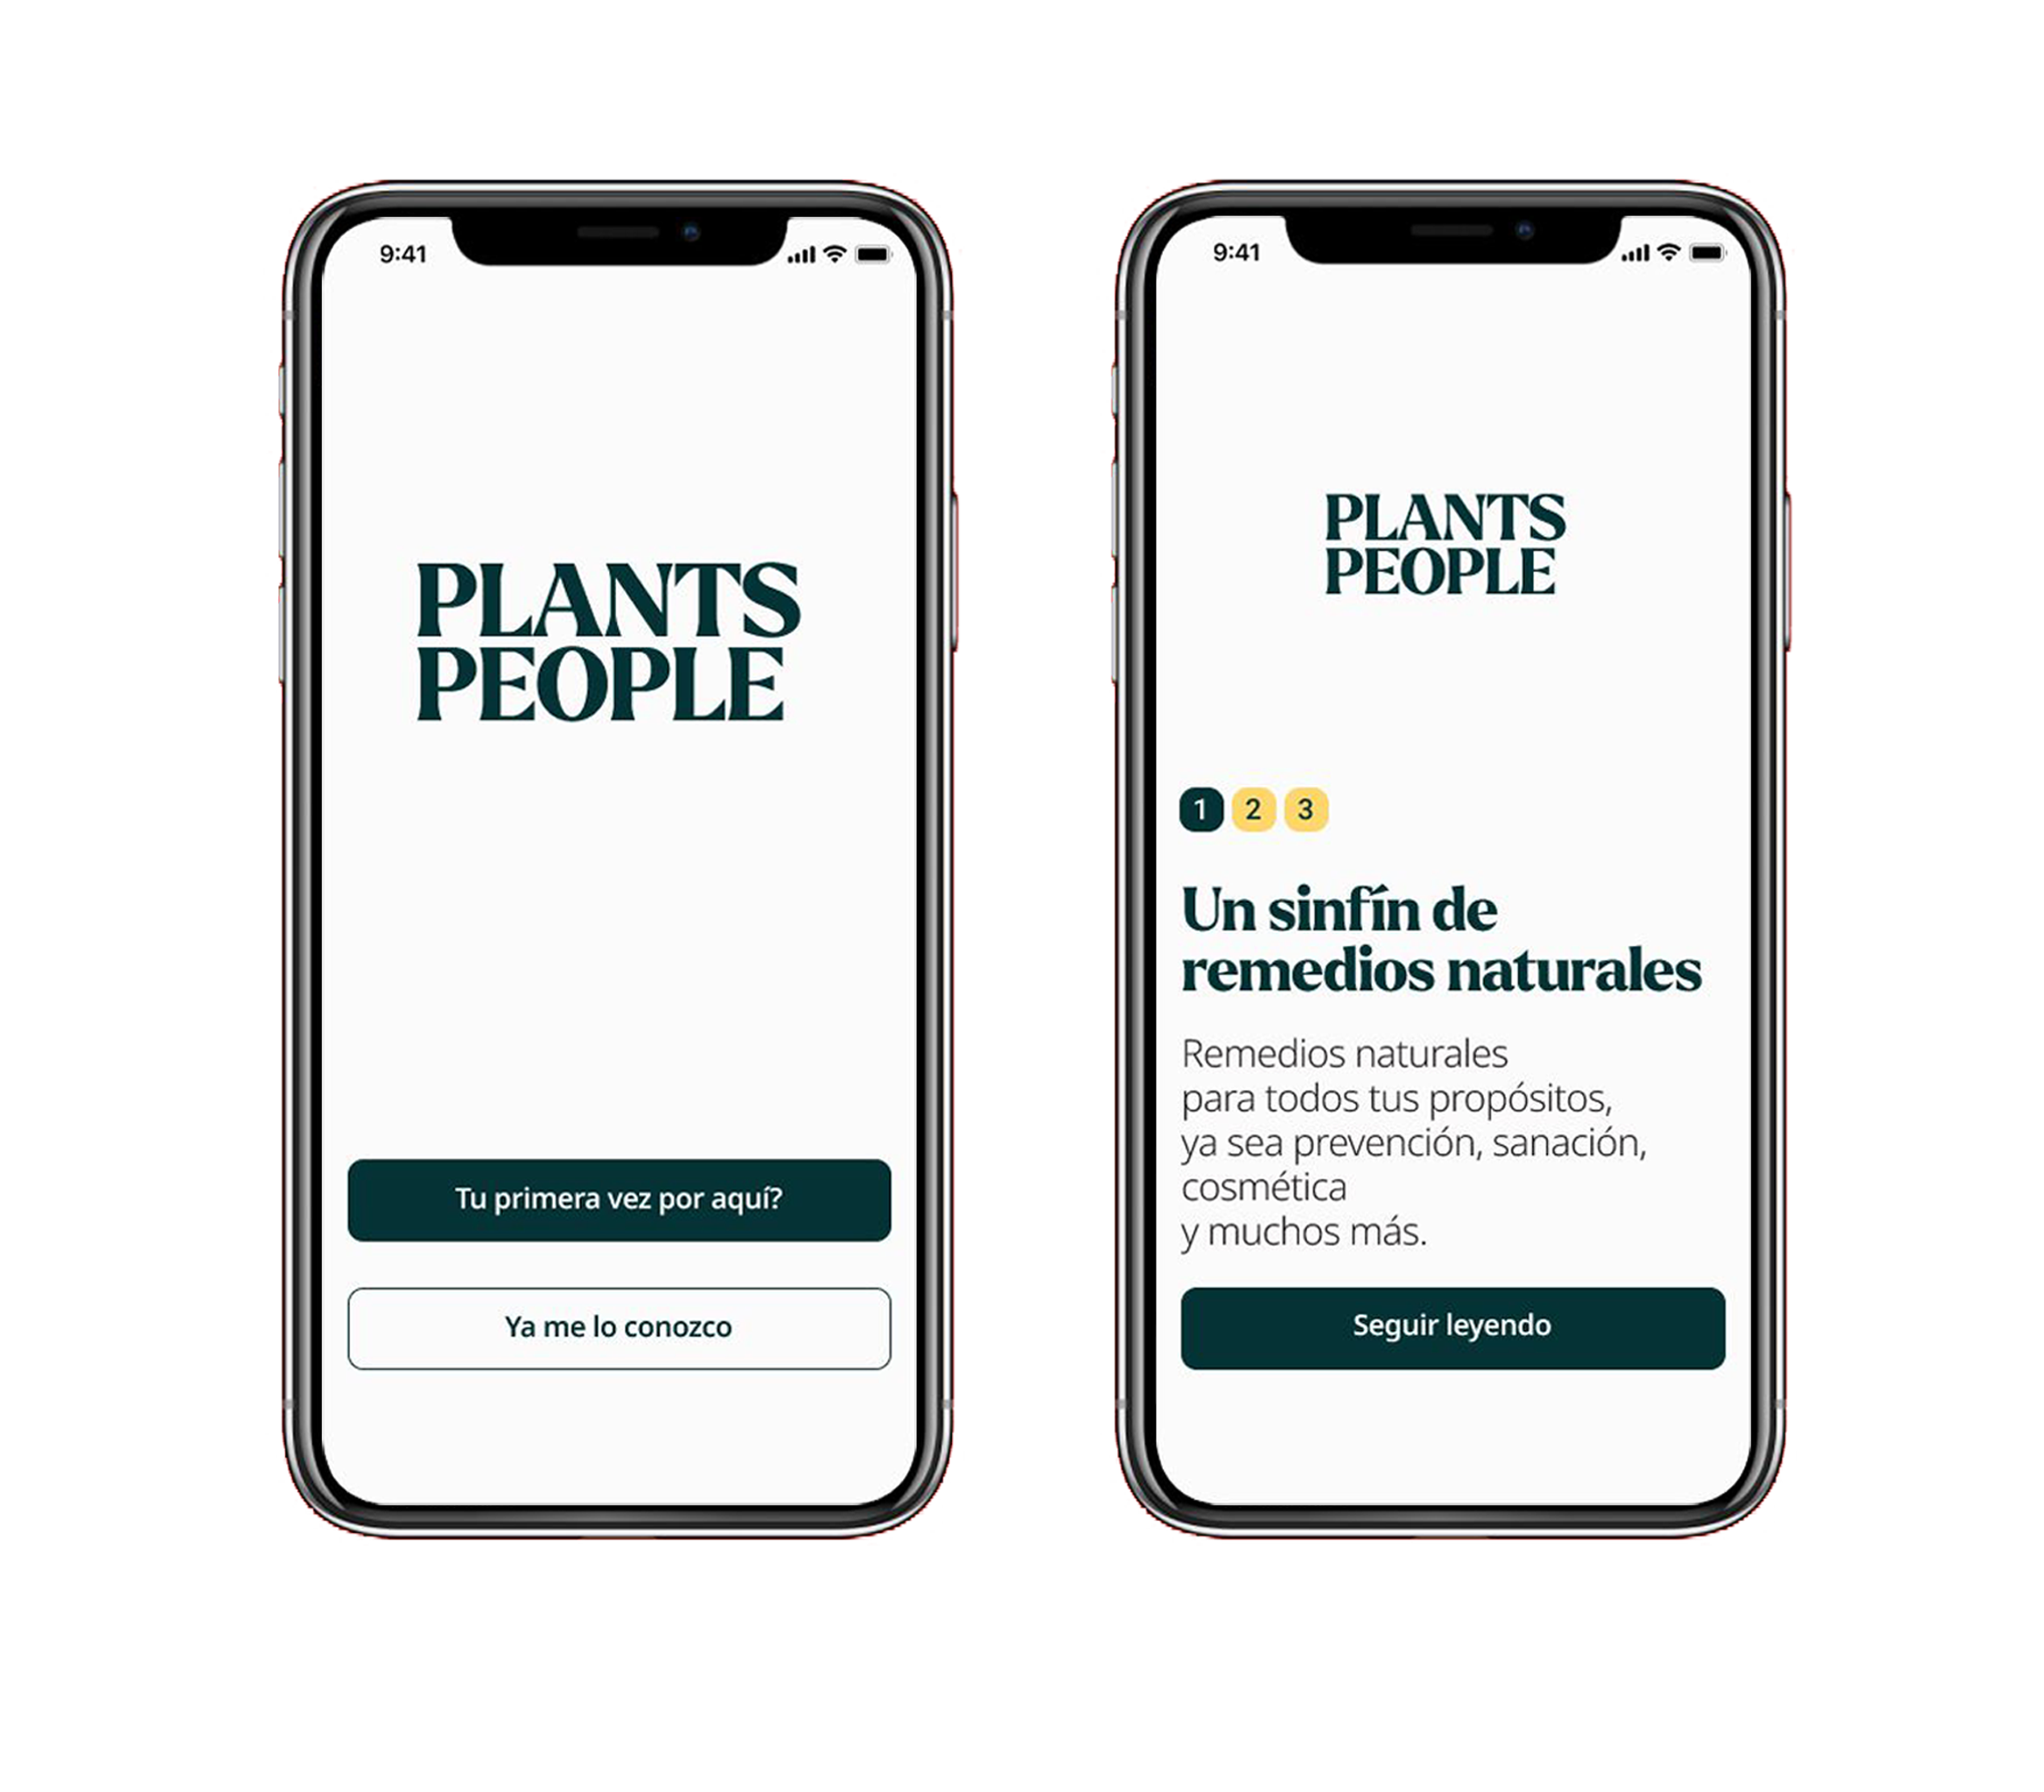 9:41
PLANTS
PEOPLE
Tu primera vez por aquí?
Ya me lo conozco
9:41
PLANTS
PEOPLE
1 2 3
Un sinfín de
remedios naturales
Remedios naturales
para todos tus propósitos,
ya sea prevención, sanación,
cosmética
y muchos más.
Seguir leyendo